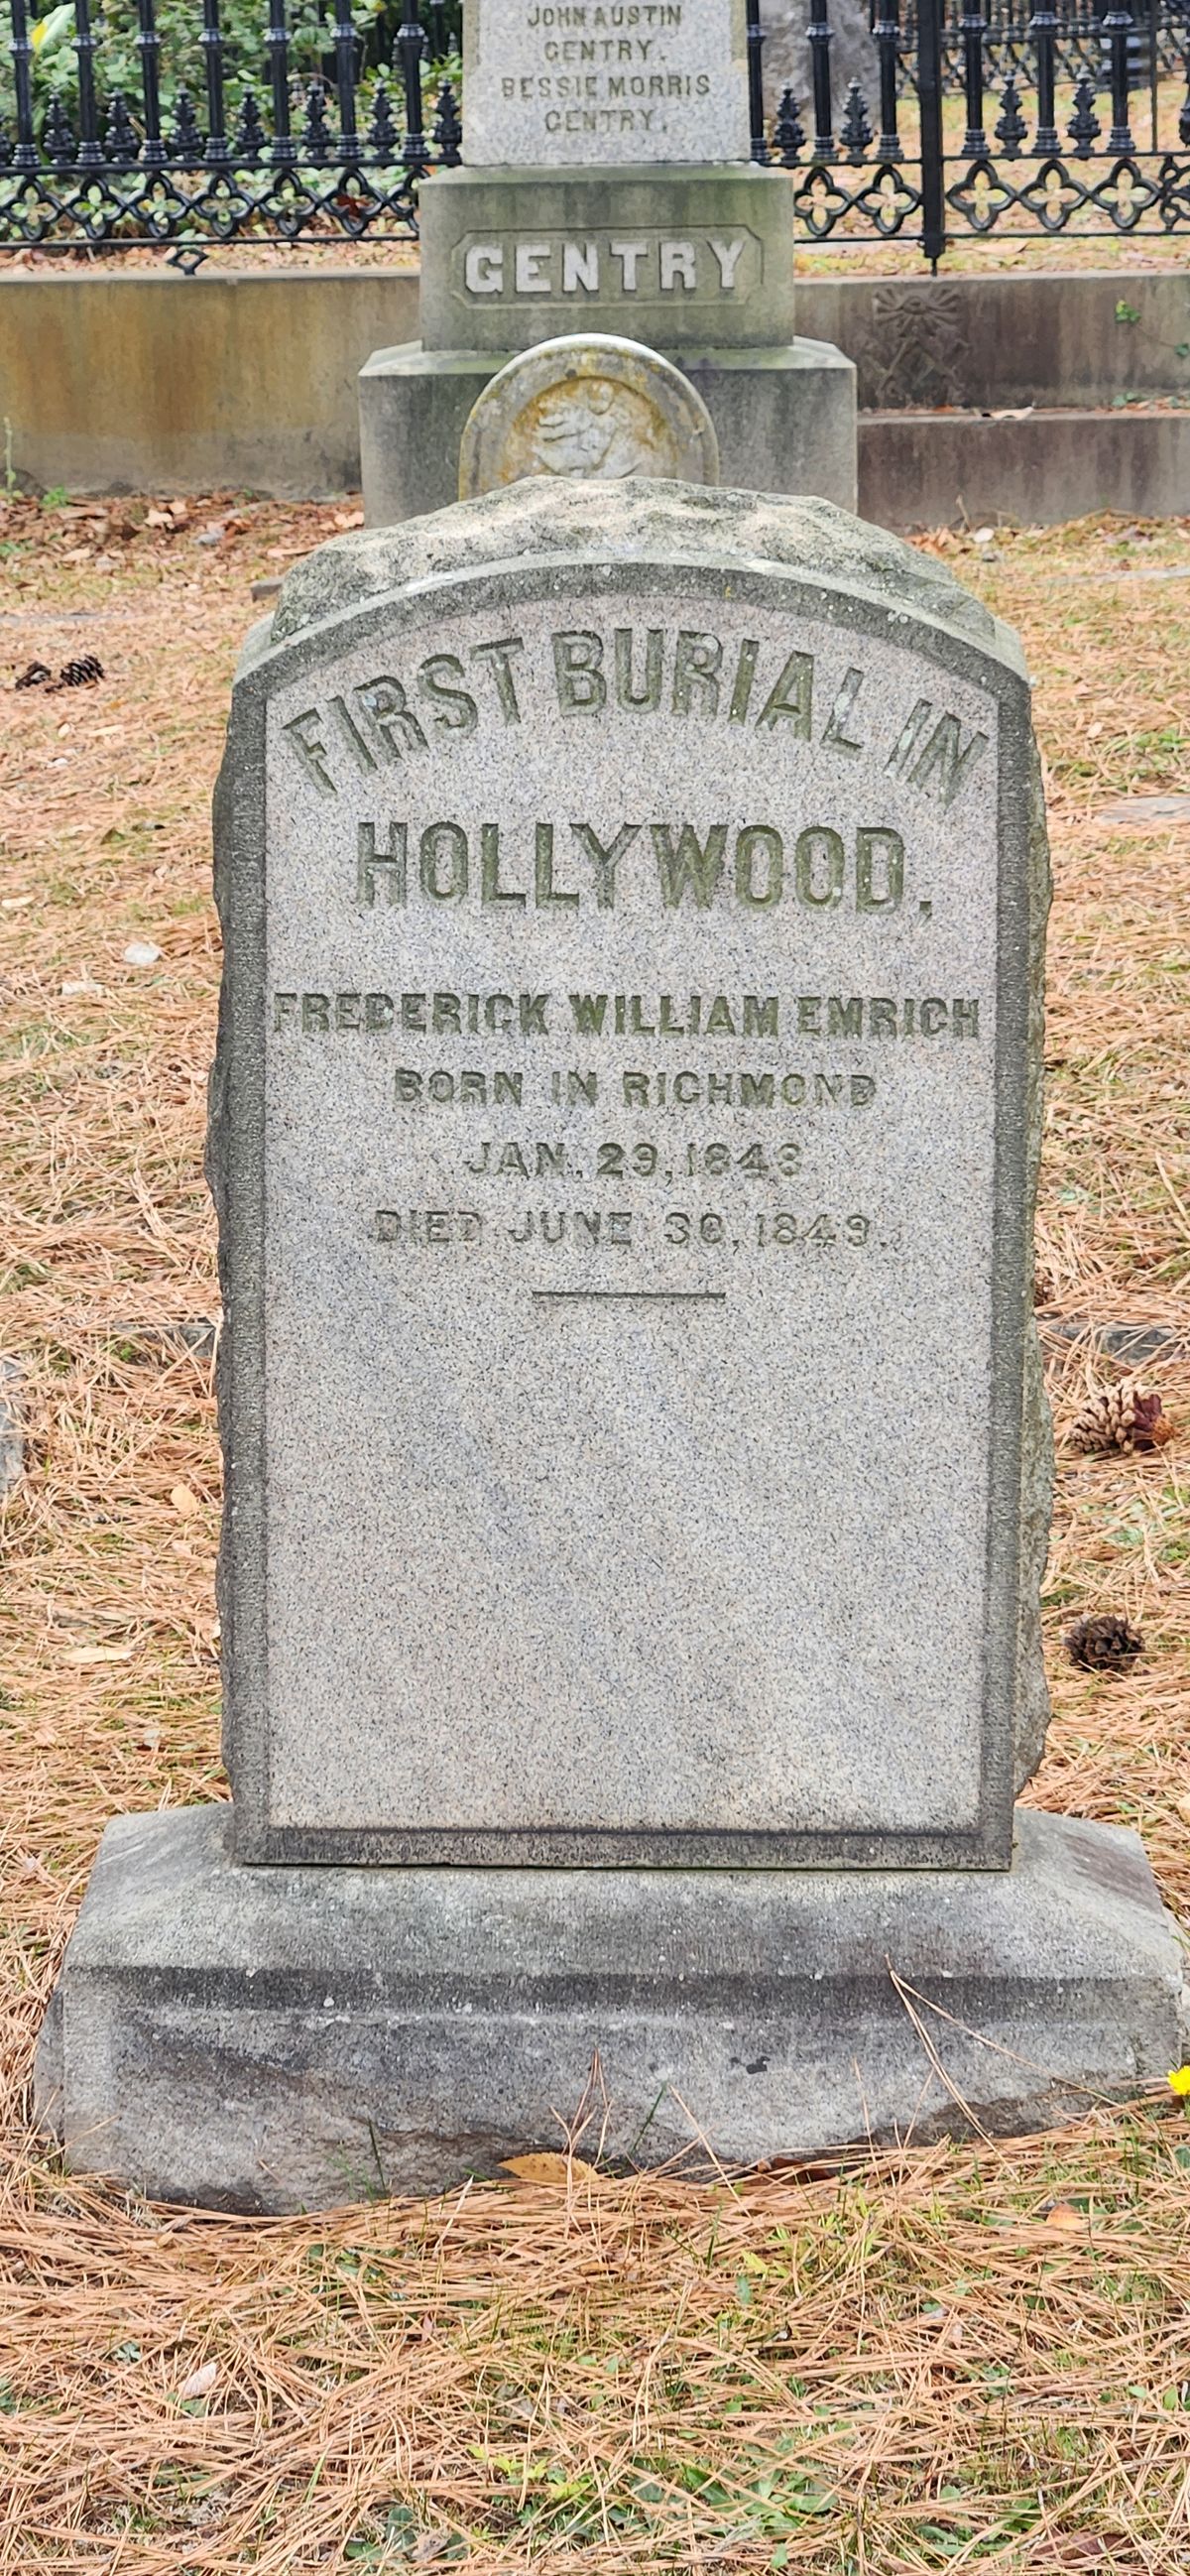 JOHN AUSTIN
GENTRY.
BESSIE MORRIS
GENTRY.
GENTRY
FIRST BURIAL IN
HOLLYWOOD.
FREDERICK WILLIAM EMRICH
BORN IN RICHMOND
JAN. 29, 1848
DIED JUNE 30, 1849.